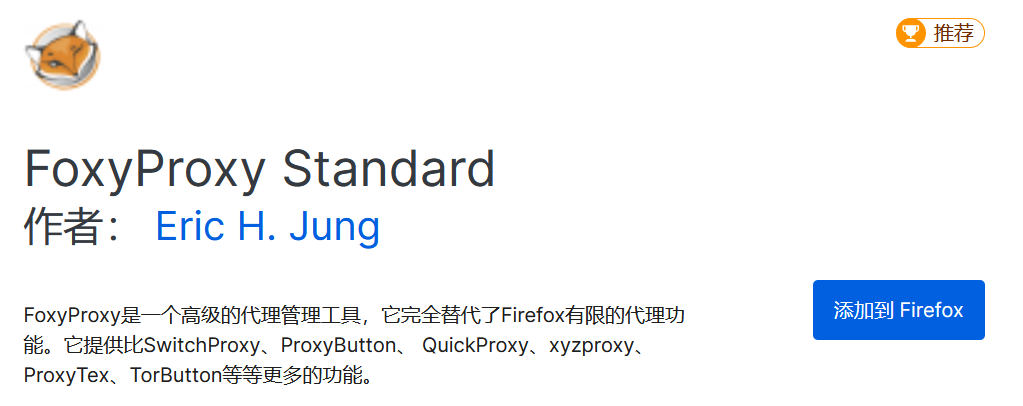 推荐
FoxyProxy Standard
作者： Eric H. Jung
FoxyProxy是一个高级的代理管理工具，它完全替代了Firefox有限的代理功
能。它提供比SwitchProxy、ProxyButton、 QuickProxy、xyzproxy、
ProxyTex、TorButton等等更多的功能。
添加到 Firefox